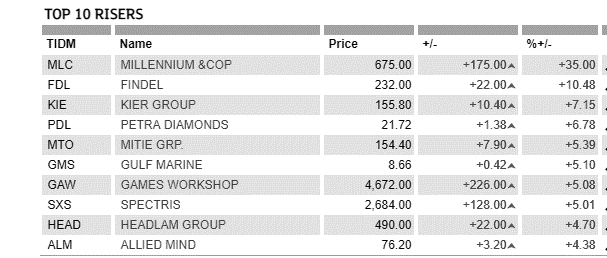 TOP 10 RISERS
TIDM Name Price +/- %+/-
MLC MILLENNIUM &COP 675.00 +175.00 +35.00
FDL FINDEL 232.00 +22.00 +10.48
KIE KIER GROUP 155.80 +10.40 +7.15
PDL PETRA DIAMONDS 21.72 +1.38 +6.78
MTO MITIE GRP. 154.40 +7.90 +5.39
GMS GULF MARINE 8.66 +0.42 +5.10
GAW GAMES WORKSHOP 4,672.00 +226.00 +5.08
SXS SPECTRIS 2,684.00 +128.00 +5.01
HEAD HEADLAM GROUP 490.00 +22.00 +4.70
ALM ALLIED MIND 76.20 +3.20 +4.38